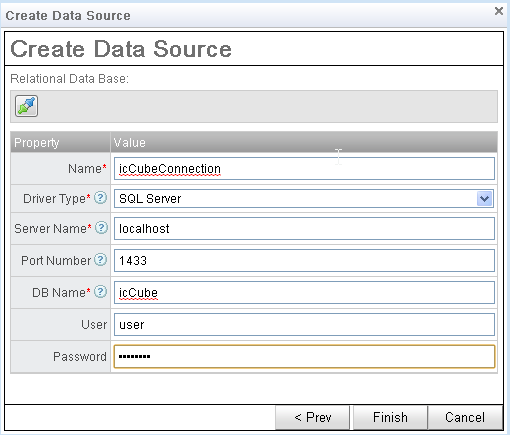 Create Data Source
Create Data Source
Relational Data Base:
Property Value
Name* icCubeConnection
Driver Type* ? SQL Server
Server Name* ? localhost
Port Number ? 1433
DB Name* ? icCube
User user
Password ••••••••
< Prev Finish Cancel